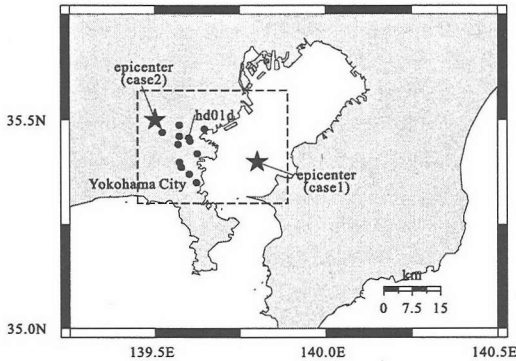 epicenter
(case2)
hd01d
35.5N
epicenter
(case1)
Yokohama City
km
0 7.5 15
35.0N
139.5E 140.0E 140.5E